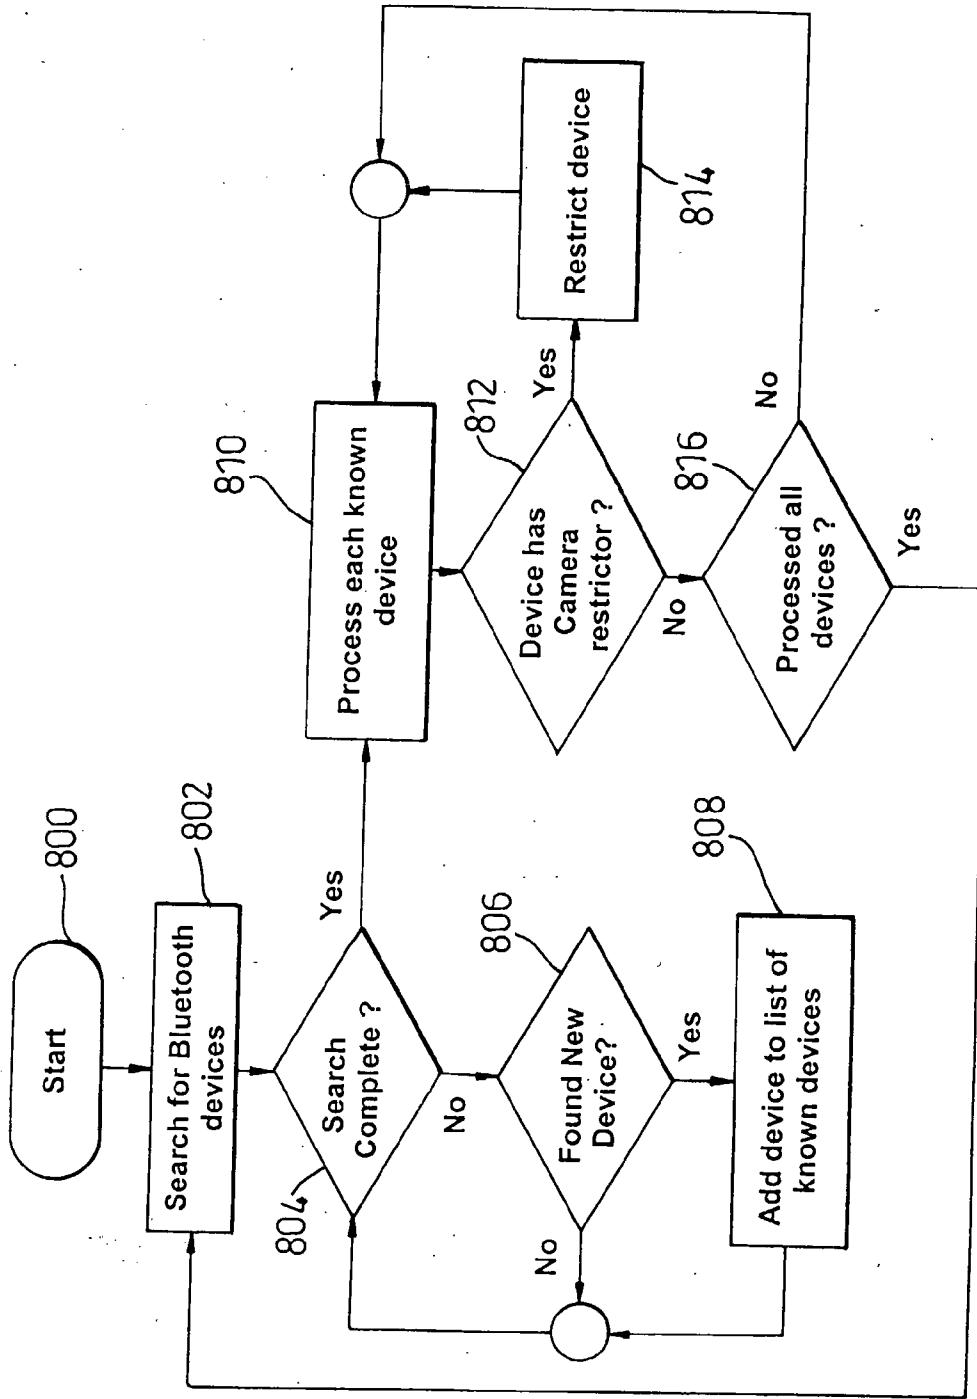 Start
800
Search for Bluetooth
devices
802
Search
Complete ?
804
Yes
No
Found New
Device?
806
No
Yes
Add device to list of
known devices
808
Process each known
device
810
Device has
Camera
restrictor ?
812
Yes
No
Restrict device
814
Processed all
devices ?
816
No
Yes